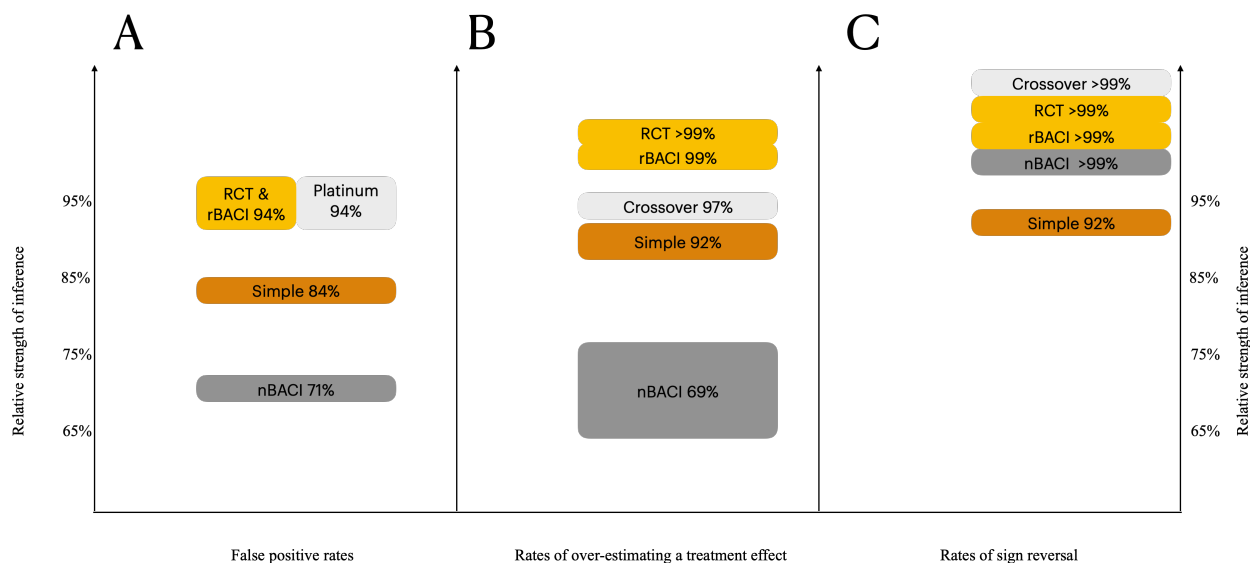 A
B
C
Relative strength of inference
95%
85%
75%
65%
RCT &
rBACI 94%
Platinum
94%
Simple 84%
nBACI 71%
RCT >99%
rBACI 99%
Crossover 97%
Simple 92%
nBACI 69%
Crossover >99%
RCT >99%
rBACI >99%
nBACI >99%
Simple 92%
95%
85%
75%
65%
Relative strength of inference
False positive rates
Rates of over-estimating a treatment effect
Rates of sign reversal